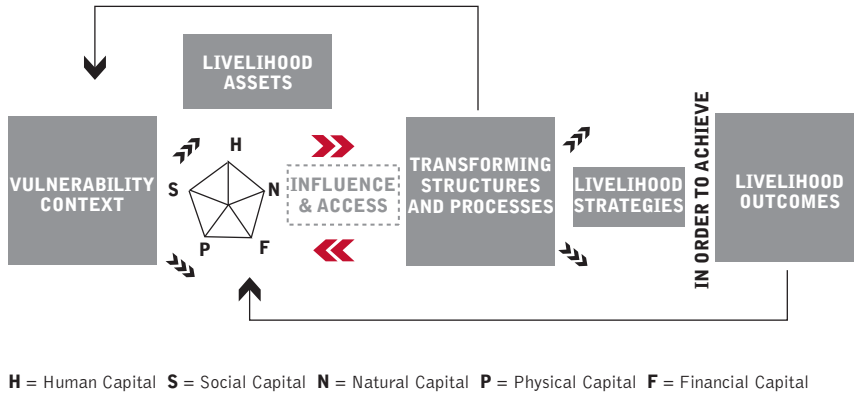 LIVELIHOOD
ASSETS
VULNERABILITY
CONTEXT
H
S
N
P
F
INFLUENCE
& ACCESS
TRANSFORMING
STRUCTURES
AND PROCESSES
LIVELIHOOD
STRATEGIES
IN ORDER TO ACHIEVE
LIVELIHOOD
OUTCOMES
H = Human Capital S = Social Capital N = Natural Capital P = Physical Capital F = Financial Capital